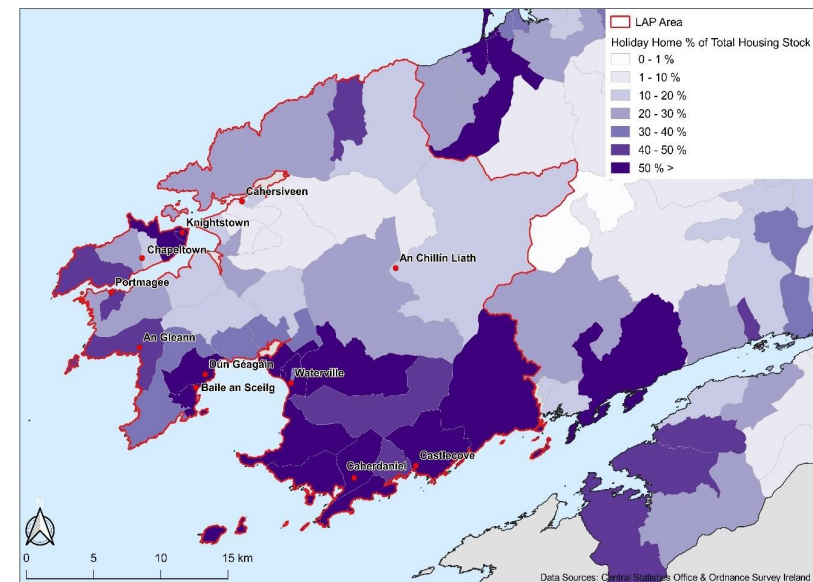 LAP Area
Holiday Home % of Total Housing Stock
0 - 1 %
1 - 10 %
10 - 20 %
20 - 30 %
30 - 40 %
40 - 50 %
50 % >
Cahersiveen
Knightstown
Chapeltown
An Chillín Liath
Portmagee
An Gleann
Dún Géagáin
Waterville
Baile an Sceilg
Castlecove
Caherdaniel
N
0 5 10 15 km
Data Sources: Central Statistics Office & Ordnance Survey Ireland